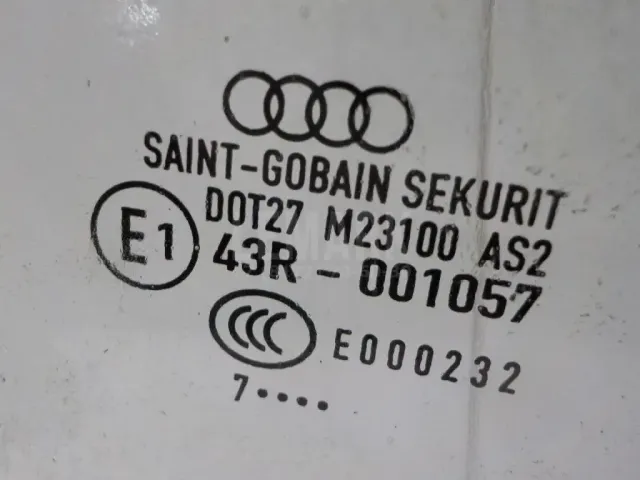 SAINT-GOBAIN SEKURIT
DOT27 M23100 AS2
E1 43R - 001057
CCC E000232
7••••